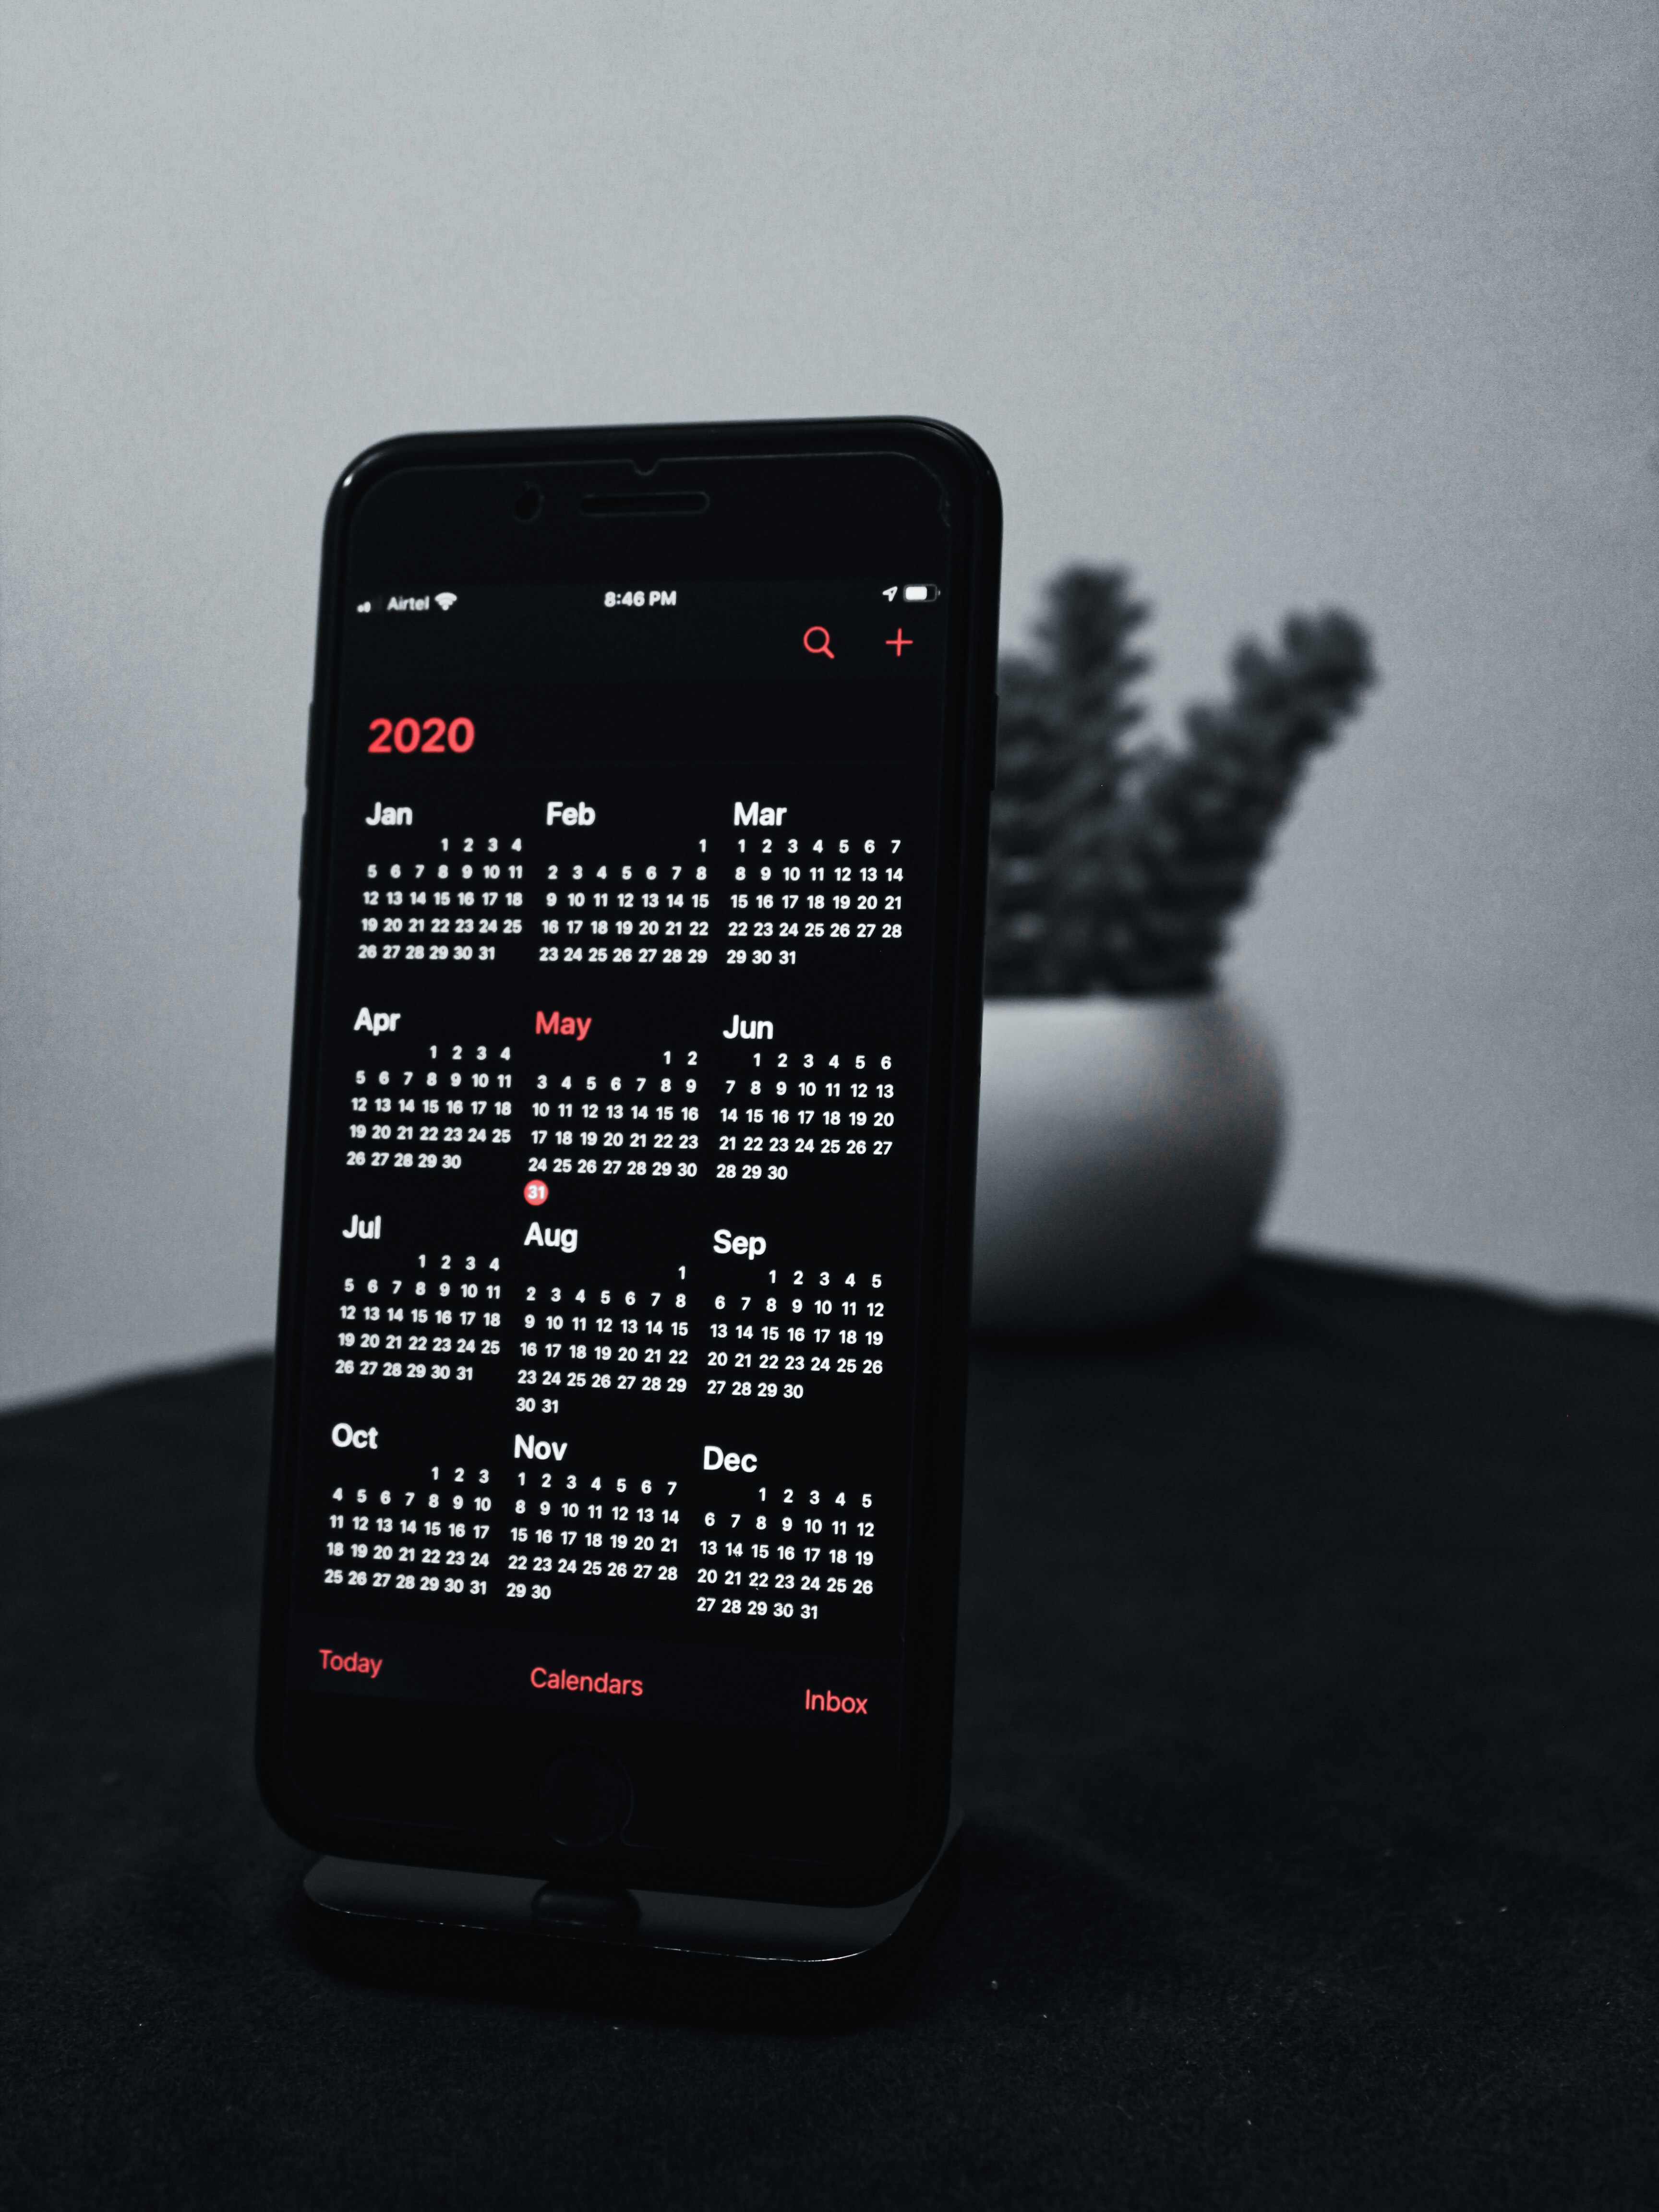 Airtel 8:46 PM
2020
Jan Feb Mar
1 2 3 4 1 1 2 3 4 5 6 7
5 6 7 8 9 10 11 2 3 4 5 6 7 8 8 9 10 11 12 13 14
12 13 14 15 16 17 18 9 10 11 12 13 14 15 15 16 17 18 19 20 21
19 20 21 22 23 24 25 16 17 18 19 20 21 22 22 23 24 25 26 27 28
26 27 28 29 30 31 23 24 25 26 27 28 29 29 30 31
Apr May Jun
1 2 3 4 1 2 1 2 3 4 5 6
5 6 7 8 9 10 11 3 4 5 6 7 8 9 7 8 9 10 11 12 13
12 13 14 15 16 17 18 10 11 12 13 14 15 16 14 15 16 17 18 19 20
19 20 21 22 23 24 25 17 18 19 20 21 22 23 21 22 23 24 25 26 27
26 27 28 29 30 24 25 26 27 28 29 30 28 29 30
31
Jul Aug Sep
1 2 3 4 1 1 2 3 4 5
5 6 7 8 9 10 11 2 3 4 5 6 7 8 6 7 8 9 10 11 12
12 13 14 15 16 17 18 9 10 11 12 13 14 15 13 14 15 16 17 18 19
19 20 21 22 23 24 25 16 17 18 19 20 21 22 20 21 22 23 24 25 26
26 27 28 29 30 31 23 24 25 26 27 28 29 27 28 29 30
30 31
Oct Nov Dec
1 2 3 1 2 3 4 5 6 7 1 2 3 4 5
4 5 6 7 8 9 10 8 9 10 11 12 13 14 6 7 8 9 10 11 12
11 12 13 14 15 16 17 15 16 17 18 19 20 21 13 14 15 16 17 18 19
18 19 20 21 22 23 24 22 23 24 25 26 27 28 20 21 22 23 24 25 26
25 26 27 28 29 30 31 29 30 27 28 29 30 31
Today Calendars Inbox